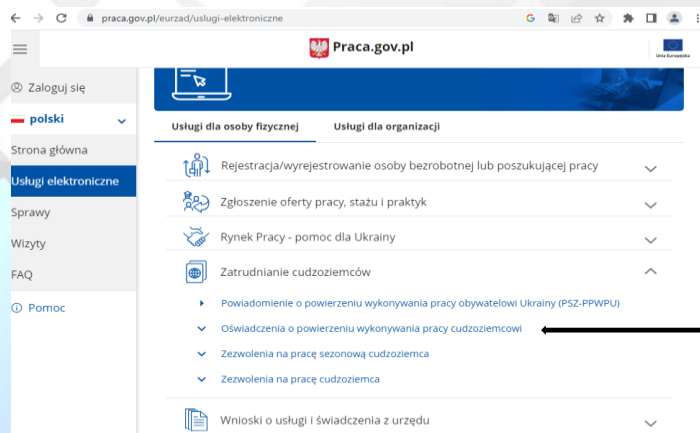 praca.gov.pl/eurzad/uslugi-elektroniczne
Praca.gov.pl
Unia Europejska
Zaloguj się
polski
Usługi dla osoby fizycznej Usługi dla organizacji
Strona główna
Rejestracja/wyrejestrowanie osoby bezrobotnej lub poszukującej pracy
Usługi elektroniczne
Zgłoszenie oferty pracy, stażu i praktyk
Sprawy
Rynek Pracy - pomoc dla Ukrainy
Wizyty
Zatrudnianie cudzoziemców
FAQ
Powiadomienie o powierzeniu wykonywania pracy obywatelowi Ukrainy (PSZ-PPWPU)
Pomoc
Oświadczenia o powierzeniu wykonywania pracy cudzoziemcowi
Zezwolenia na pracę sezonową cudzoziemca
Zezwolenia na pracę cudzoziemca
Wnioski o usługi i świadczenia z urzędu